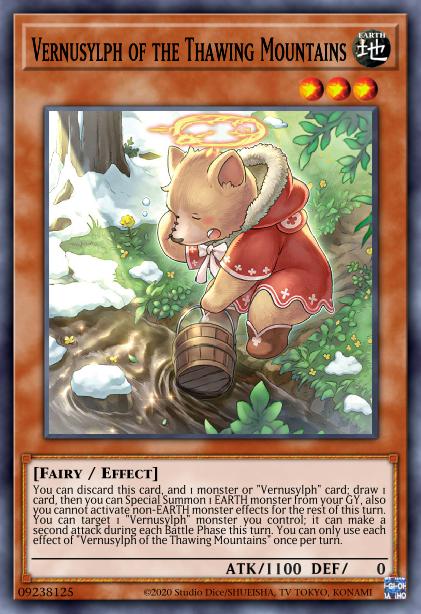 VERNUSYLPH OF THE THAWING MOUNTAINS
EARTH
地
[FAIRY / EFFECT]
You can discard this card, and 1 monster or "Vernusylph" card; draw 1
card, then you can Special Summon 1 EARTH monster from your GY, also
you cannot activate non-EARTH monster effects for the rest of this turn.
You can target 1 "Vernusylph" monster you control; it can make a
second attack during each Battle Phase this turn. You can only use each
effect of "Vernusylph of the Thawing Mountains" once per turn.
ATK/1100 DEF/ 0
09238125
©2020 Studio Dice/SHUEISHA, TV TOKYO, KONAMI